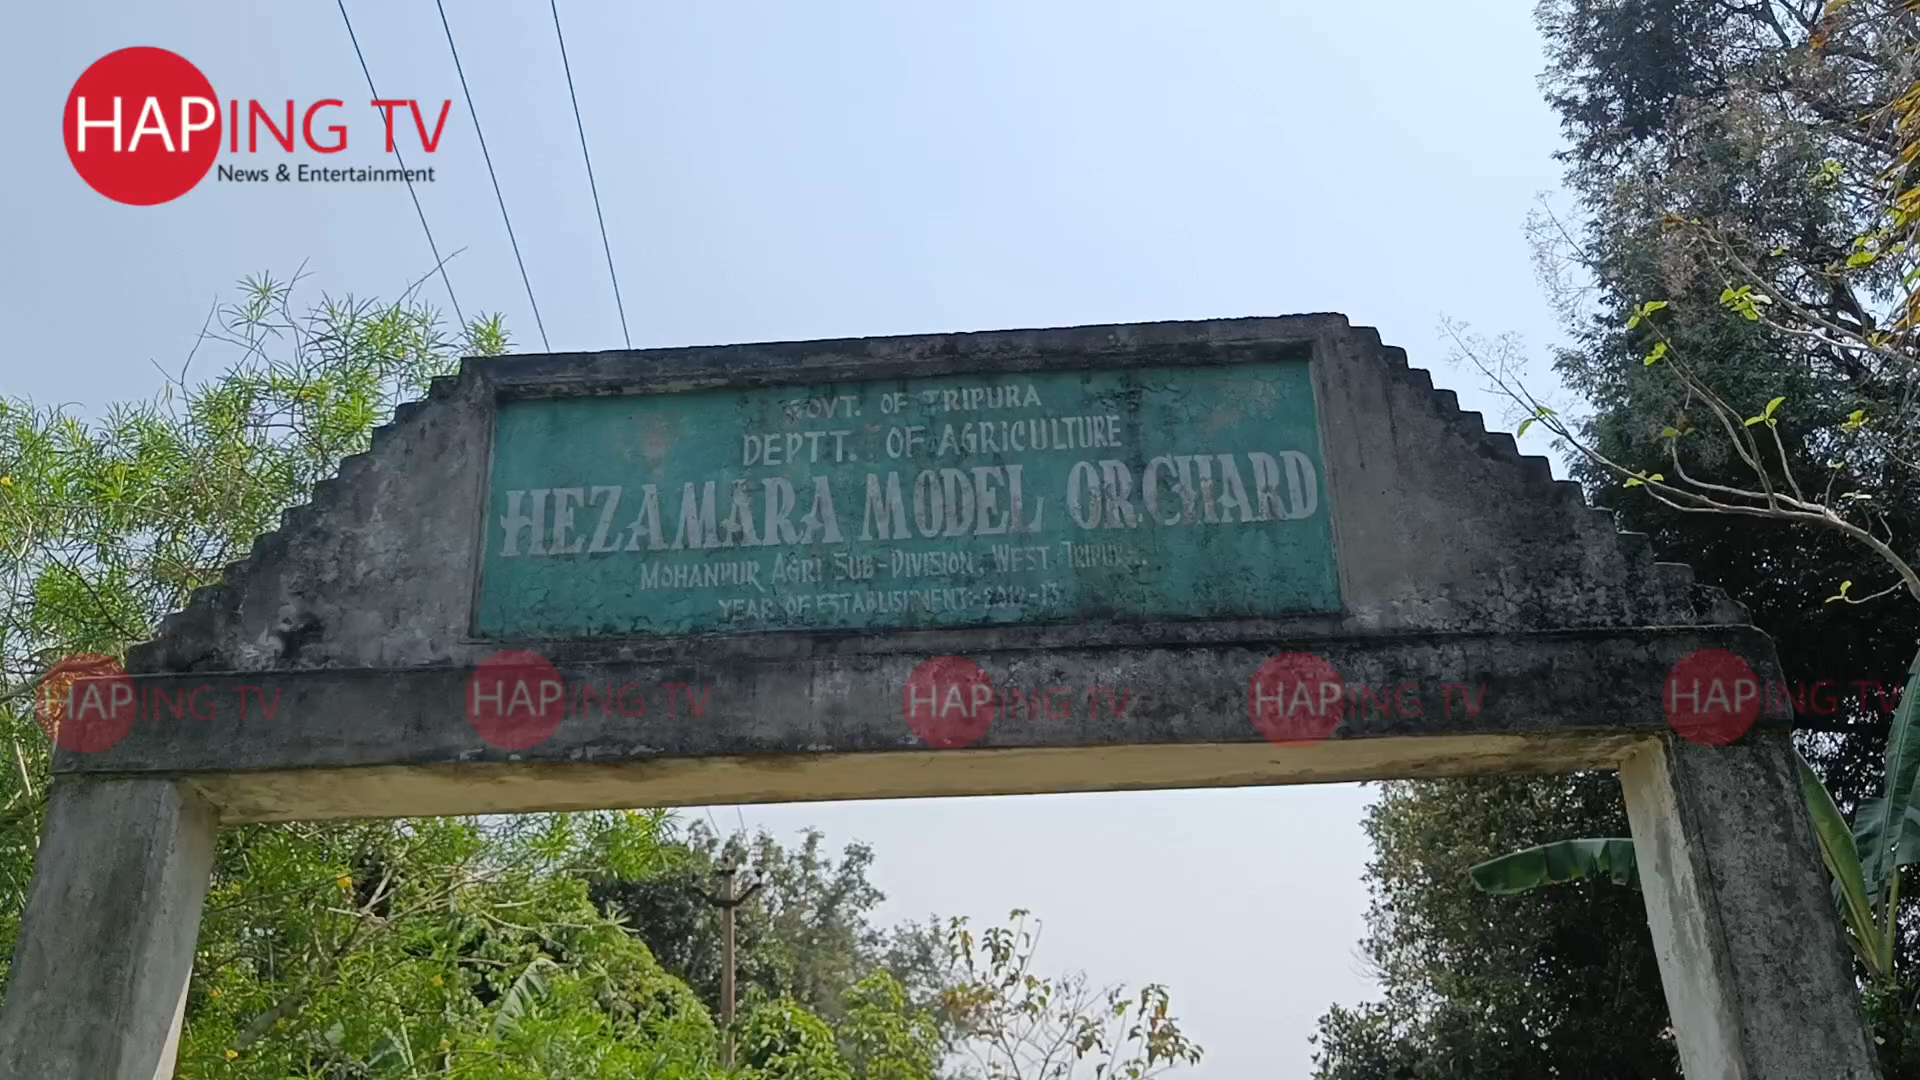 HAPING TV
News & Entertainment
GOVT. OF TRIPURA
DEPTT. OF AGRICULTURE
HEZAMARA MODEL ORCHARD
MOHANPUR AGRI SUB-DIVISION, WEST TRIPURA.
YEAR OF ESTABLISHMENT:-2012-13
HAPING TV HAPING TV HAPING TV HAPING TV HAPING TV